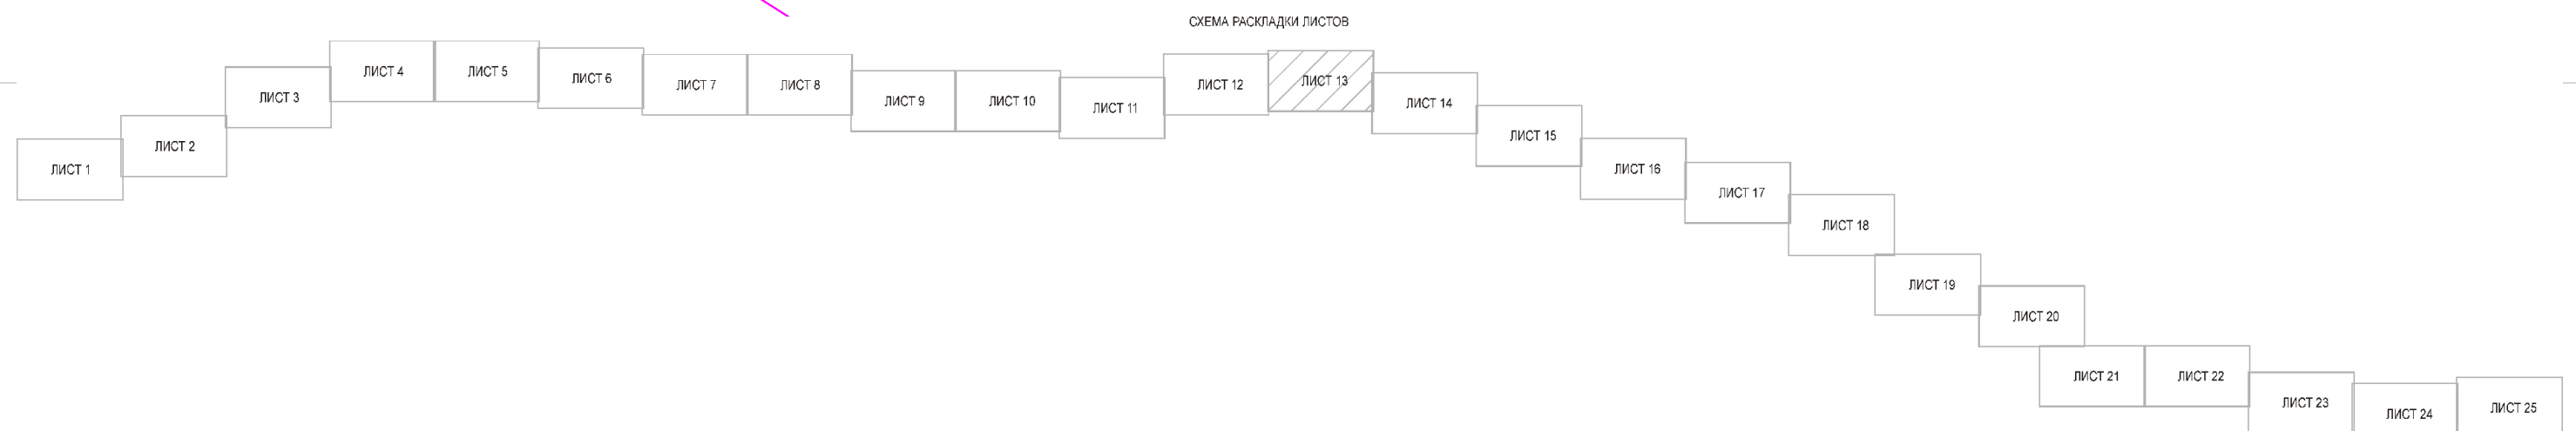 СХЕМА РАСКЛАДКИ ЛИСТОВ
ЛИСТ 1
ЛИСТ 2
ЛИСТ 3
ЛИСТ 4
ЛИСТ 5
ЛИСТ 6
ЛИСТ 7
ЛИСТ 8
ЛИСТ 9
ЛИСТ 10
ЛИСТ 11
ЛИСТ 12
ЛИСТ 13
ЛИСТ 14
ЛИСТ 15
ЛИСТ 16
ЛИСТ 17
ЛИСТ 18
ЛИСТ 19
ЛИСТ 20
ЛИСТ 21
ЛИСТ 22
ЛИСТ 23
ЛИСТ 24
ЛИСТ 25